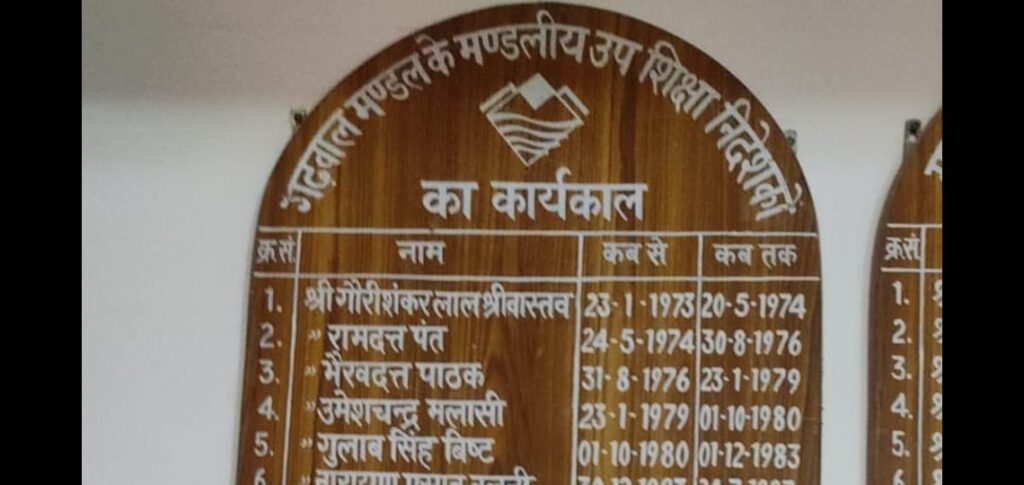 गढ़वाल मण्डल के मण्डलीय उप शिक्षा निदेशकों
का कार्यकाल
क्र.सं. नाम कब से कब तक
1. श्री गौरीशंकर लाल श्रीवास्तव 23-1-1973 20-5-1974
2. " रामदत्त पंत 24-5-1974 30-8-1976
3. " भैरवदत्त पाठक 31-8-1976 23-1-1979
4. " उमेशचन्द्र मलासी 23-1-1979 01-10-1980
5. " गुलाब सिंह बिष्ट 01-10-1980 01-12-1983
6.
क्र.सं.
1.
2.
3.
4.
5.
6